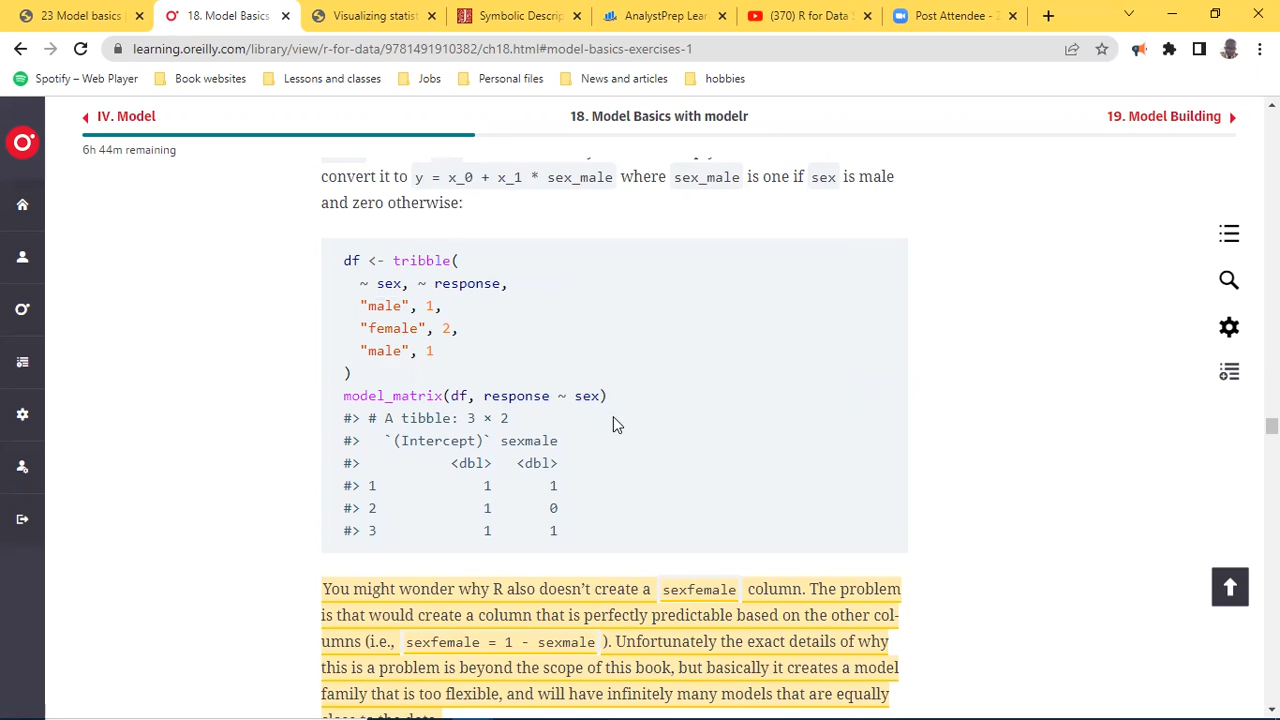 23 Model basics
18. Model Basics
Visualizing statist
Symbolic Descrip
AnalystPrep Lear
(370) R for Data
Post Attendee - Z
learning.oreilly.com/library/view/r-for-data/9781491910382/ch18.html#model-basics-exercises-1
Spotify – Web Player
Book websites
Lessons and classes
Jobs
Personal files
News and articles
hobbies
IV. Model
18. Model Basics with modelr
19. Model Building
6h 44m remaining
convert it to y = x_0 + x_1 * sex_male where sex_male is one if sex is male
and zero otherwise:
df <- tribble(
~ sex, ~ response,
"male", 1,
"female", 2,
"male", 1
)
model_matrix(df, response ~ sex)
#> # A tibble: 3 × 2
#> `(Intercept)` sexmale
#> <dbl> <dbl>
#> 1 1 1
#> 2 1 0
#> 3 1 1
You might wonder why R also doesn’t create a sexfemale column. The problem
is that would create a column that is perfectly predictable based on the other col-
umns (i.e., sexfemale = 1 - sexmale ). Unfortunately the exact details of why
this is a problem is beyond the scope of this book, but basically it creates a model
family that is too flexible, and will have infinitely many models that are equally
close to the data.